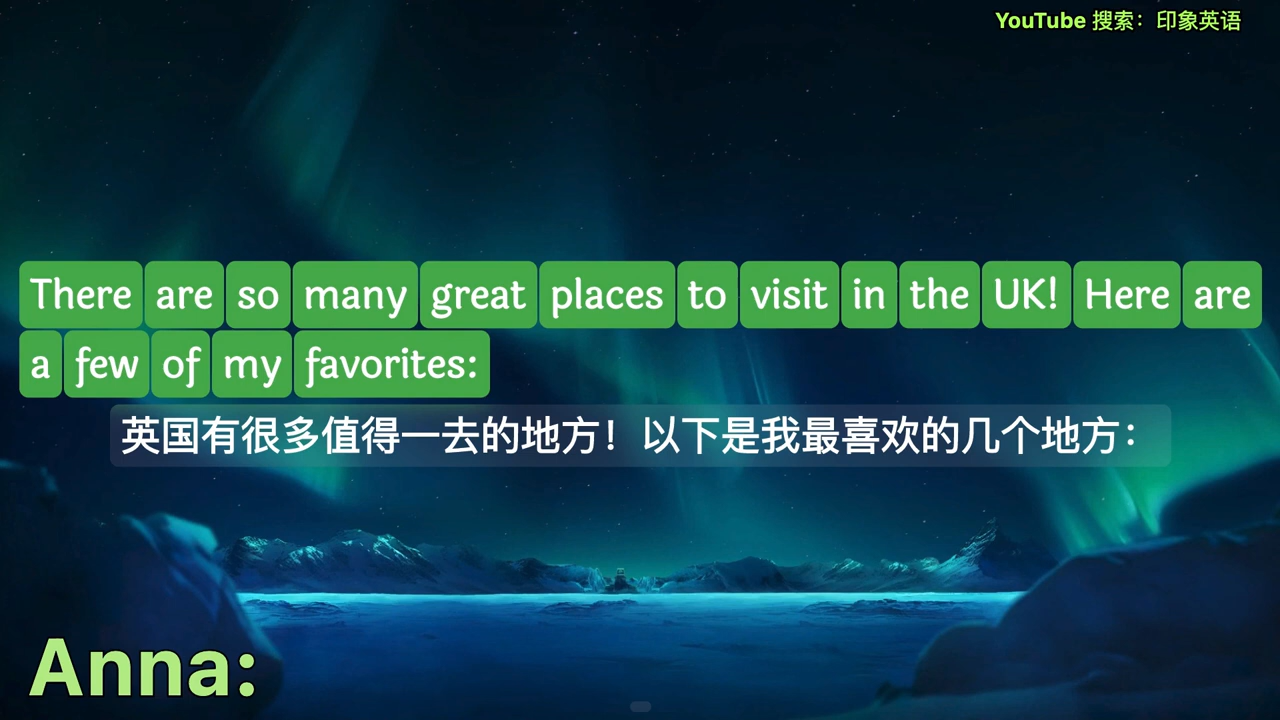 YouTube 搜索：印象英语
There are so many great places to visit in the UK! Here are
a few of my favorites:
英国有很多值得一去的地方！以下是我最喜欢的几个地方：
Anna: